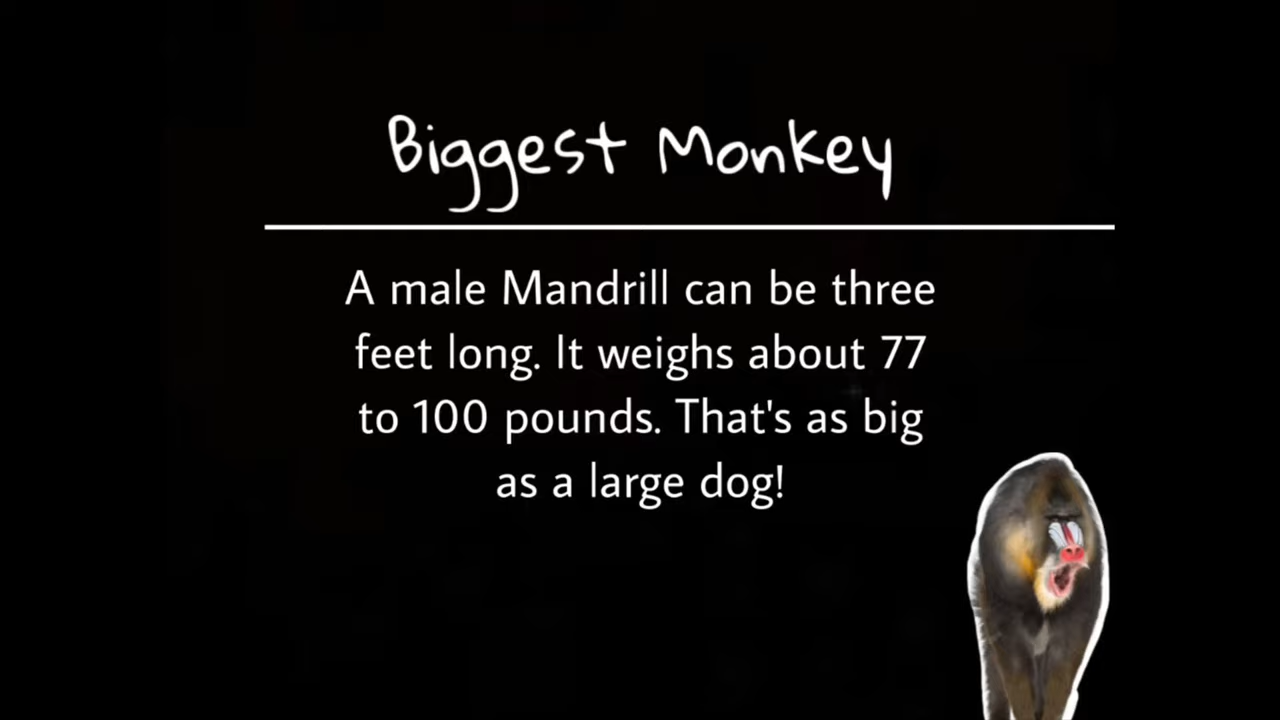 Biggest Monkey
A male Mandrill can be three
feet long. It weighs about 77
to 100 pounds. That's as big
as a large dog!